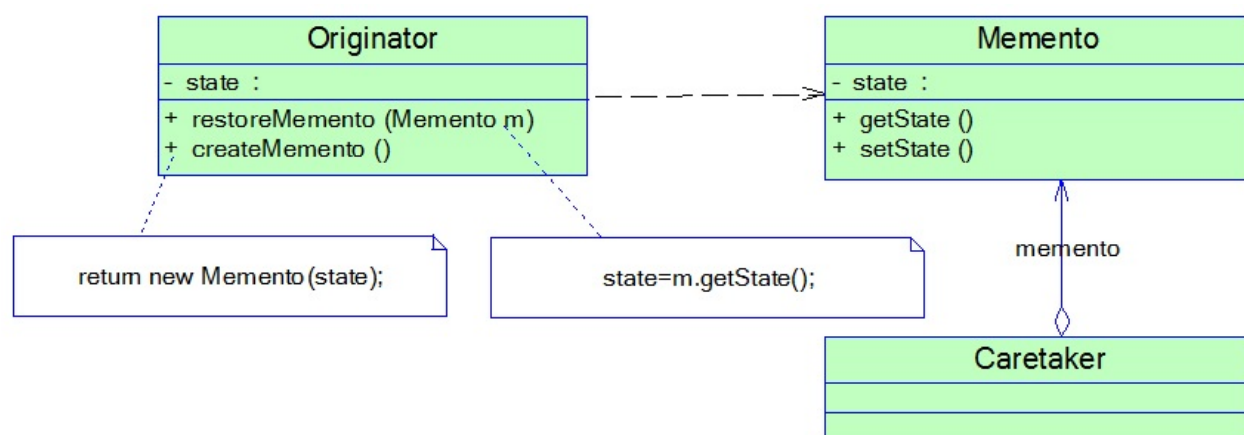 Originator
- state :
+ restoreMemento (Memento m)
+ createMemento ()
Memento
- state :
+ getState ()
+ setState ()
return new Memento(state);
state=m.getState();
memento
Caretaker